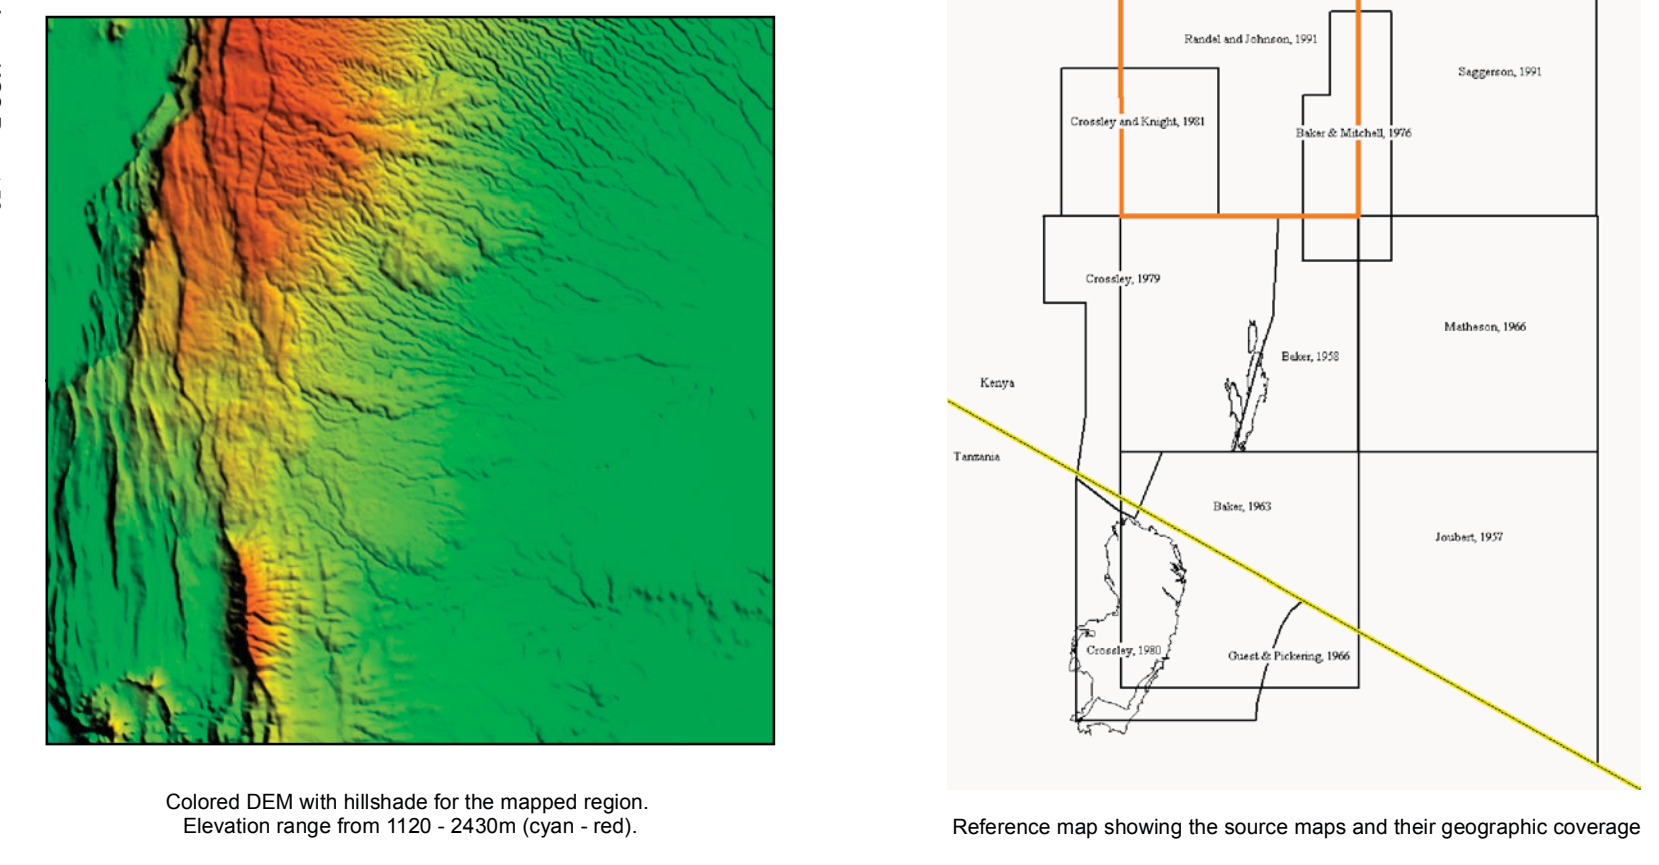 Colored DEM with hillshade for the mapped region.
Elevation range from 1120 - 2430m (cyan - red).
Randel and Johnson, 1991
Saggerson, 1991
Crossley and Knight, 1981
Baker & Mitchell, 1976
Crossley, 1979
Matheson, 1966
Baker, 1958
Kenya
Tanzania
Baker, 1963
Joubert, 1957
Crossley, 1980
Guest & Pickering, 1966
Reference map showing the source maps and their geographic coverage